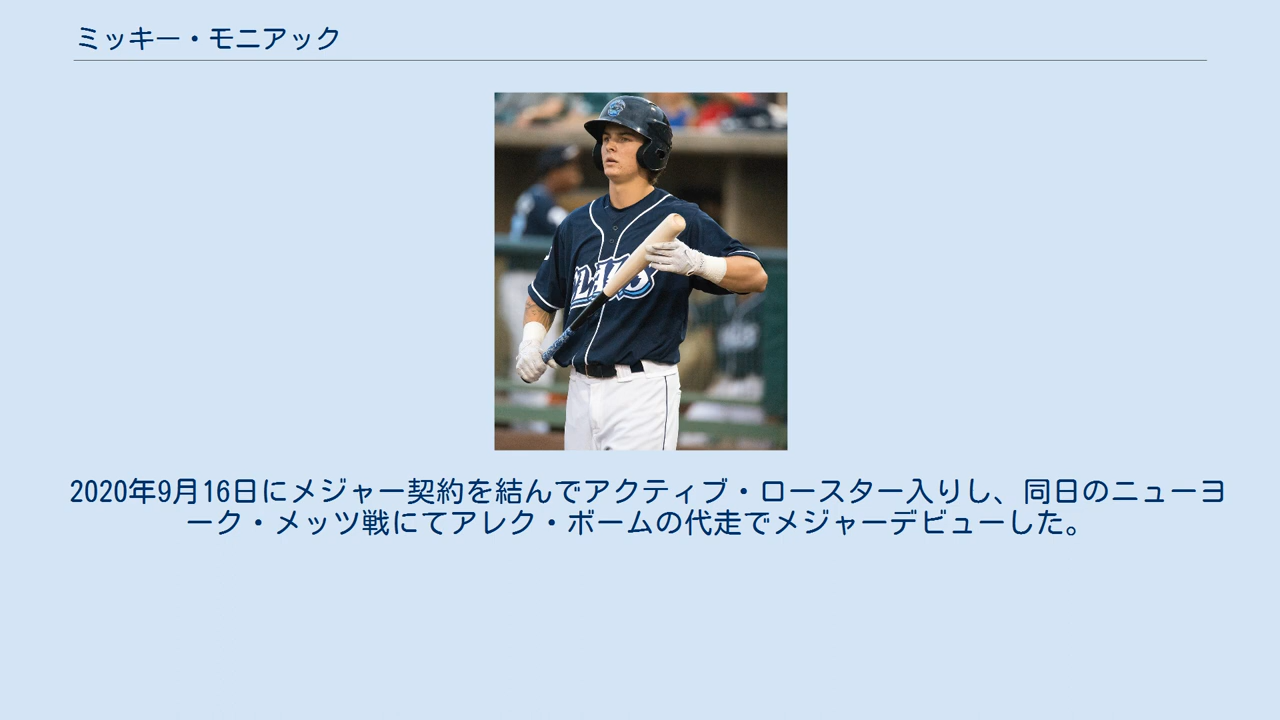 ミッキー・モニアック
2020年9月16日にメジャー契約を結んでアクティブ・ロースター入りし、同日のニューヨ
ーク・メッツ戦にてアレク・ボームの代走でメジャーデビューした。